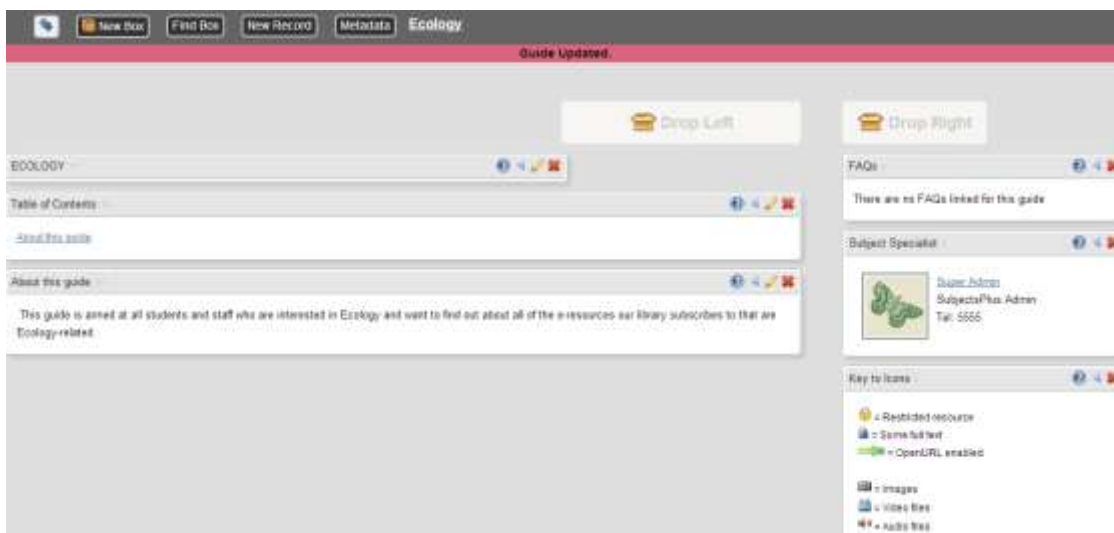 New Box Find Box New Record Metadata Ecology
Guide Updated.
Drop Left
Drop Right
ECOLOGY
Table of Contents
About this guide
About this guide
This guide is aimed at all students and staff who are interested in Ecology and want to find out about all of the e-resources our library subscribes to that are
Ecology-related.
FAQs
There are no FAQs linked for this guide
Subject Specialist
Super Admin
SubjectsPlus Admin
Tel: 5555
Key to Icons
= Restricted resource
= Some full text
= OpenURL enabled
= Images
= Video files
= Audio files